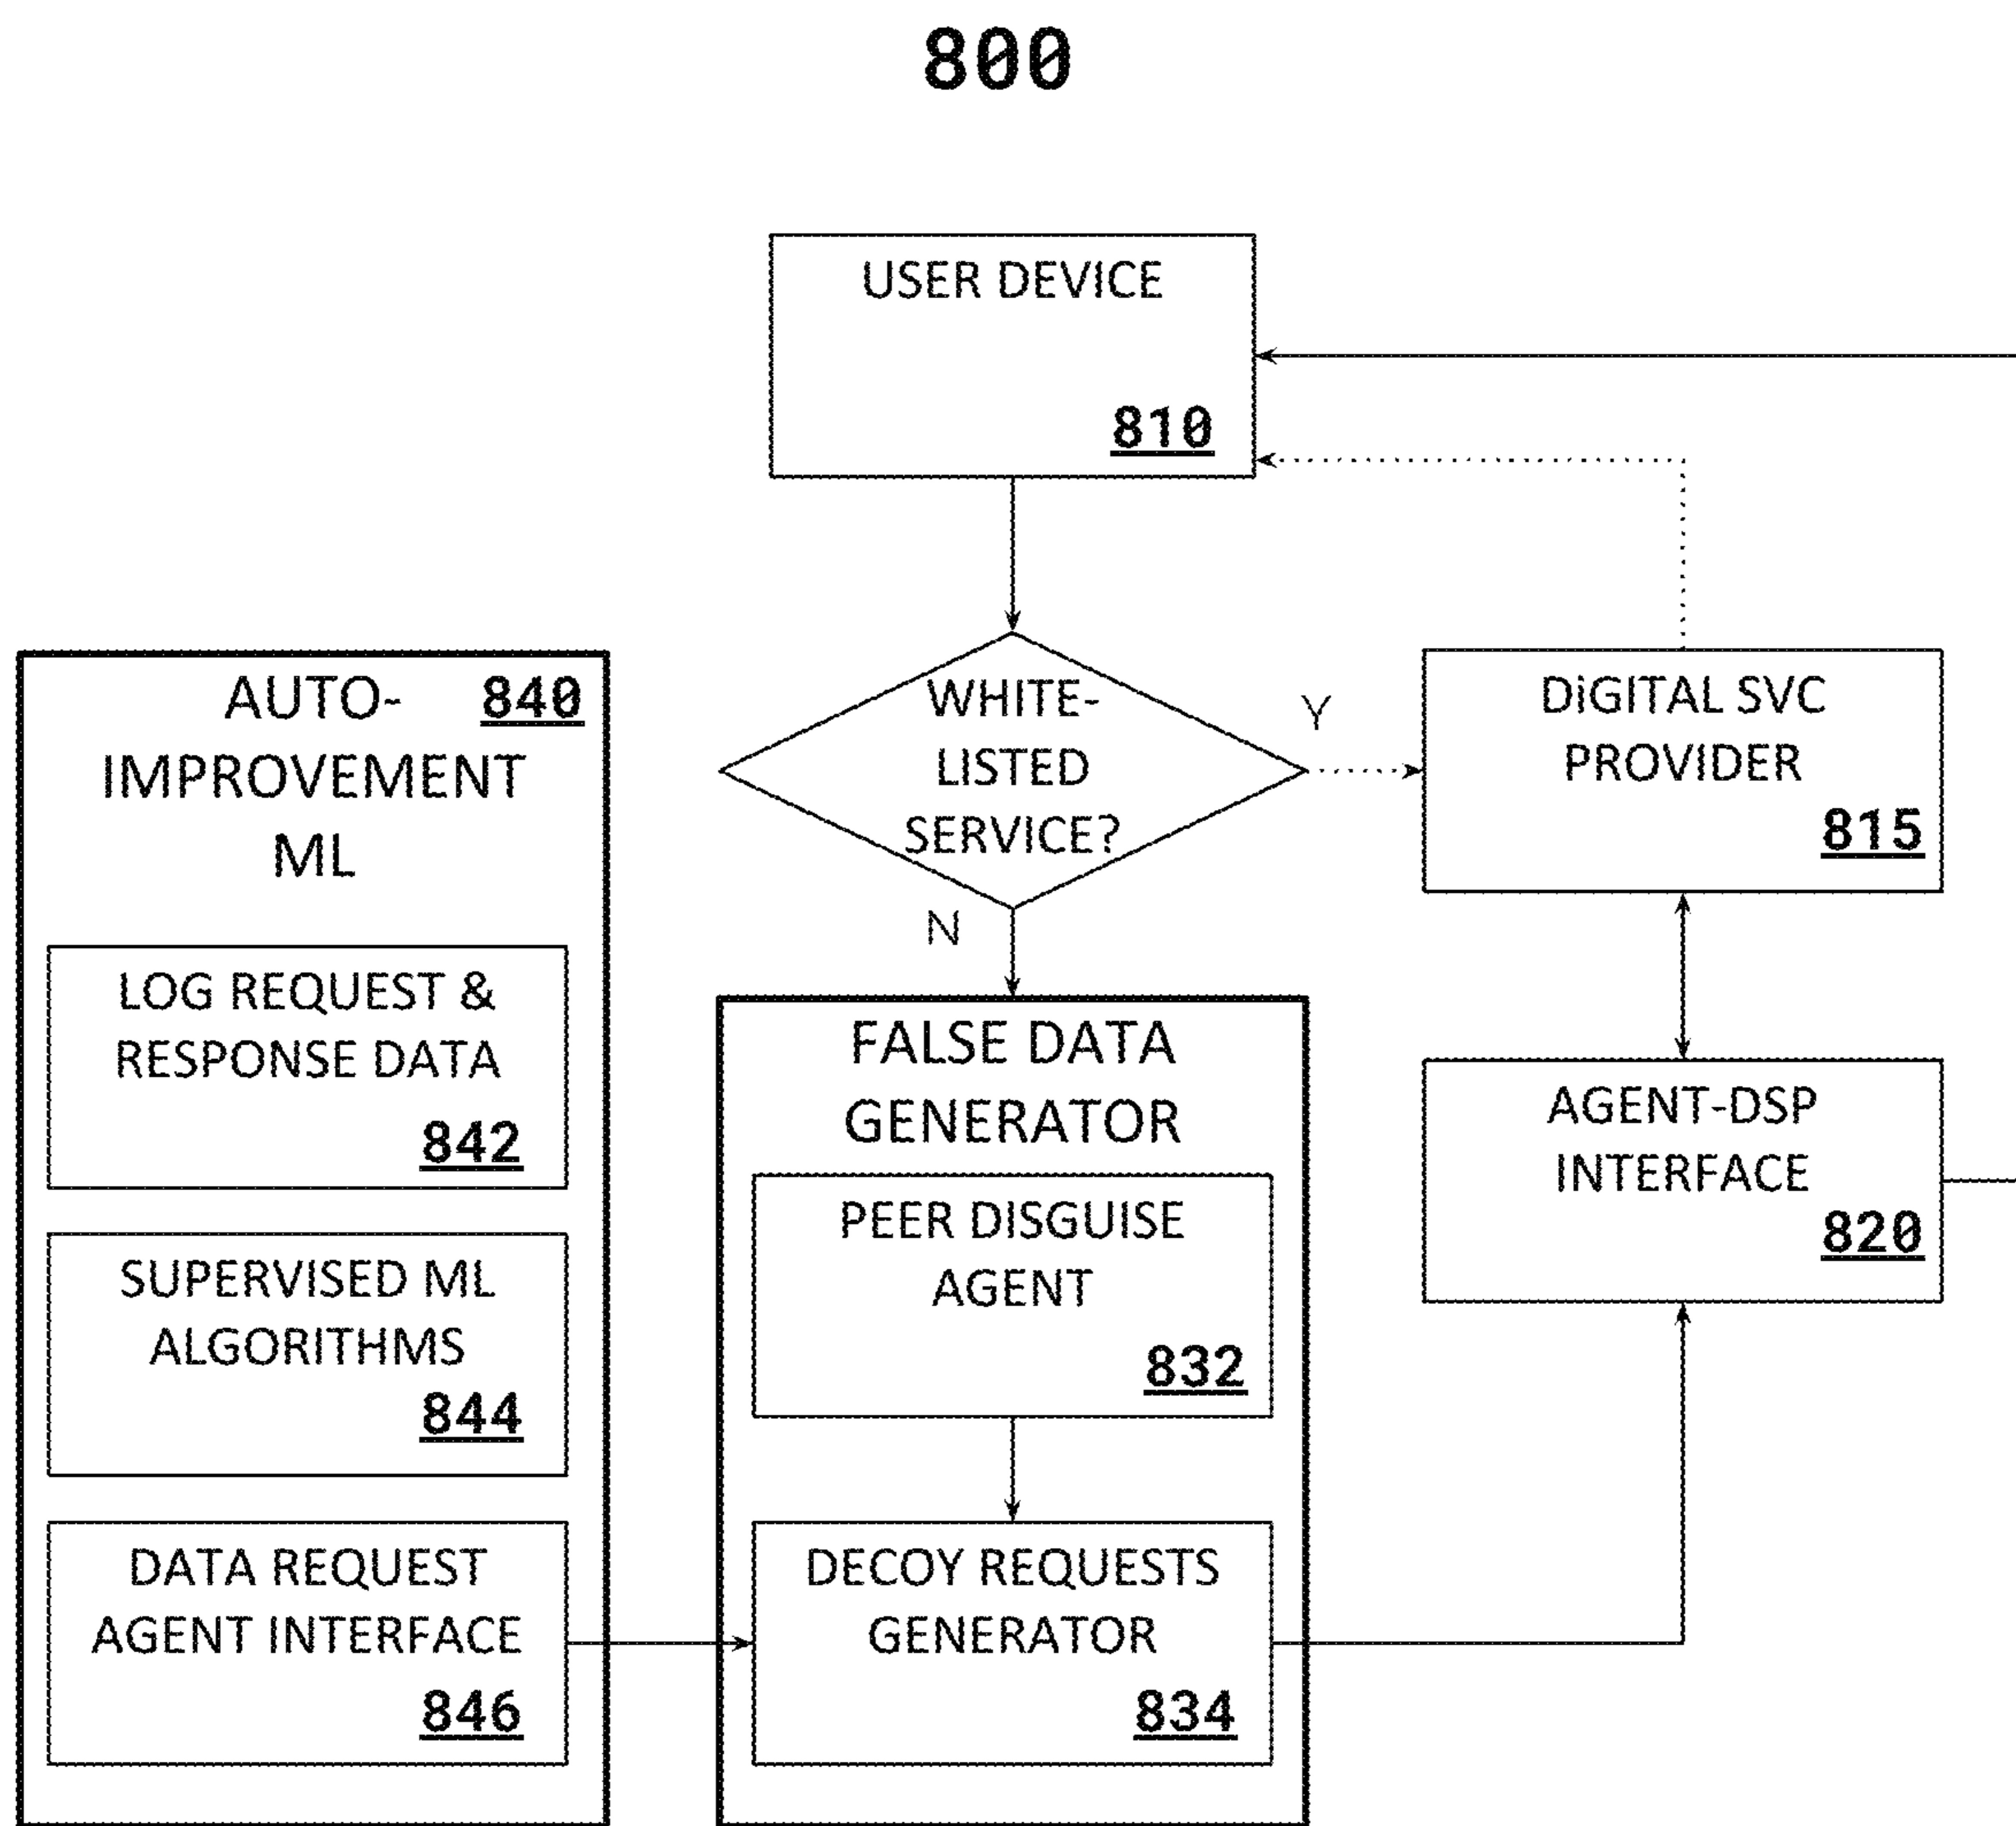 800
USER DEVICE
810
WHITE-
LISTED
SERVICE?
Y
N
DiGITAL SVC
PROVIDER
815
AUTO-
840
IMPROVEMENT
ML
LOG REQUEST &
RESPONSE DATA
842
SUPERVISED ML
ALGORITHMS
844
DATA REQUEST
AGENT INTERFACE
846
FALSE DATA
GENERATOR
PEER DISGUISE
AGENT
832
DECOY REQUESTS
GENERATOR
834
AGENT-DSP
INTERFACE
820